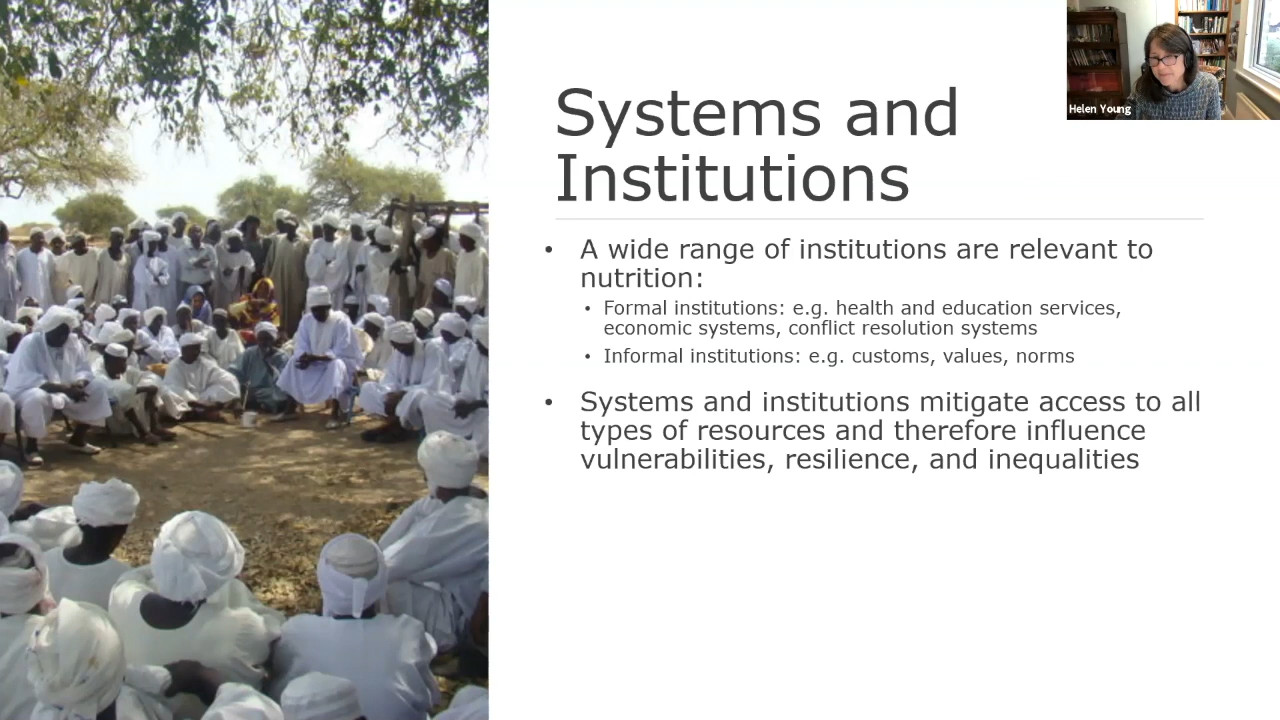 Systems and
Institutions
Helen Young
• A wide range of institutions are relevant to
nutrition:
• Formal institutions: e.g. health and education services,
economic systems, conflict resolution systems
• Informal institutions: e.g. customs, values, norms
• Systems and institutions mitigate access to all
types of resources and therefore influence
vulnerabilities, resilience, and inequalities